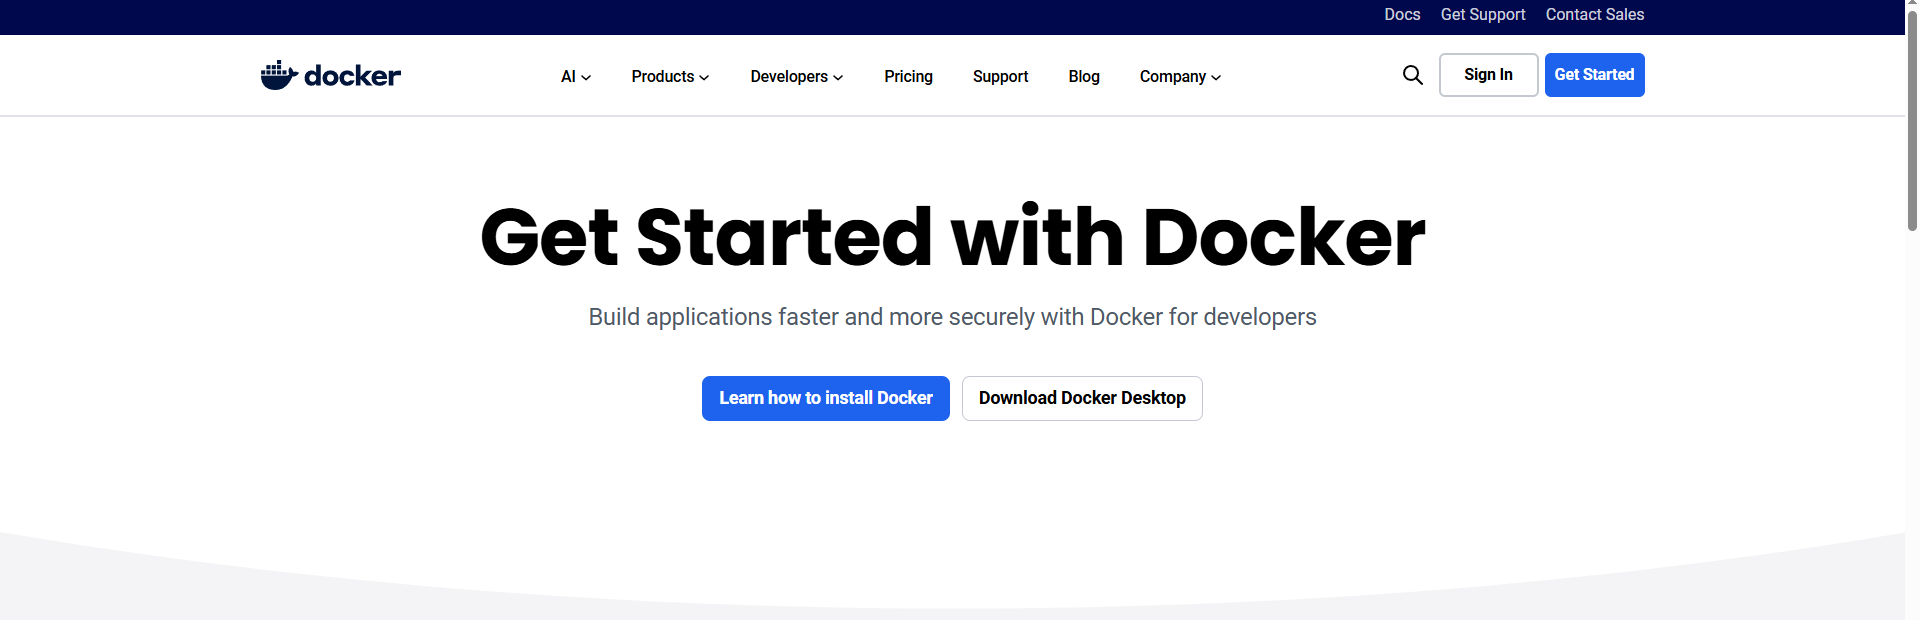 Docs Get Support Contact Sales
docker AI Products Developers Pricing Support Blog Company Sign In Get Started
Get Started with Docker
Build applications faster and more securely with Docker for developers
Learn how to install Docker Download Docker Desktop